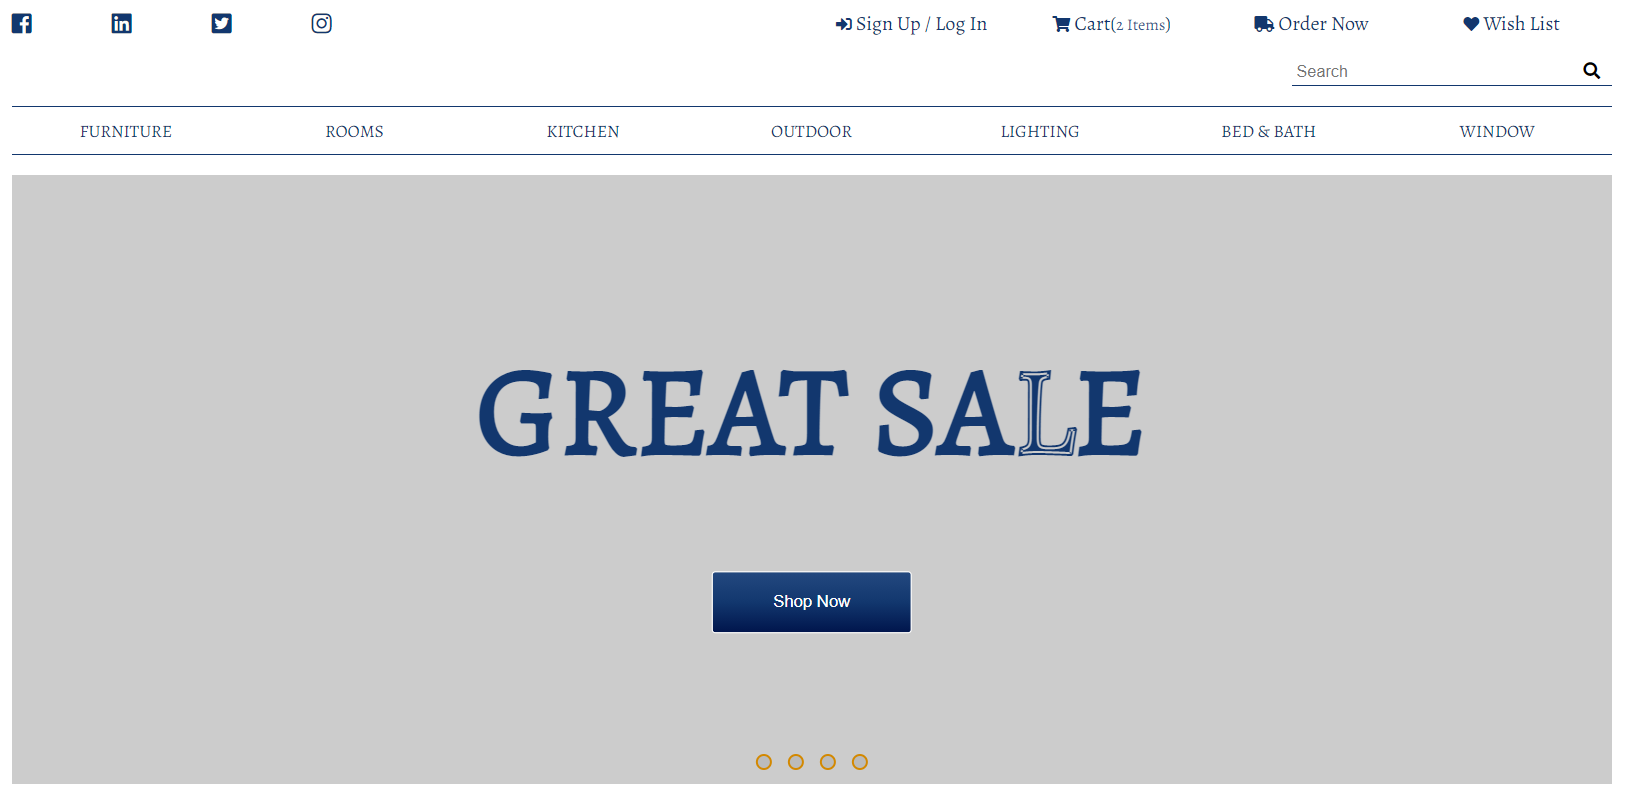 Sign Up / Log In Cart(2 Items) Order Now Wish List
Search
FURNITURE ROOMS KITCHEN OUTDOOR LIGHTING BED & BATH WINDOW
GREAT SALE
Shop Now